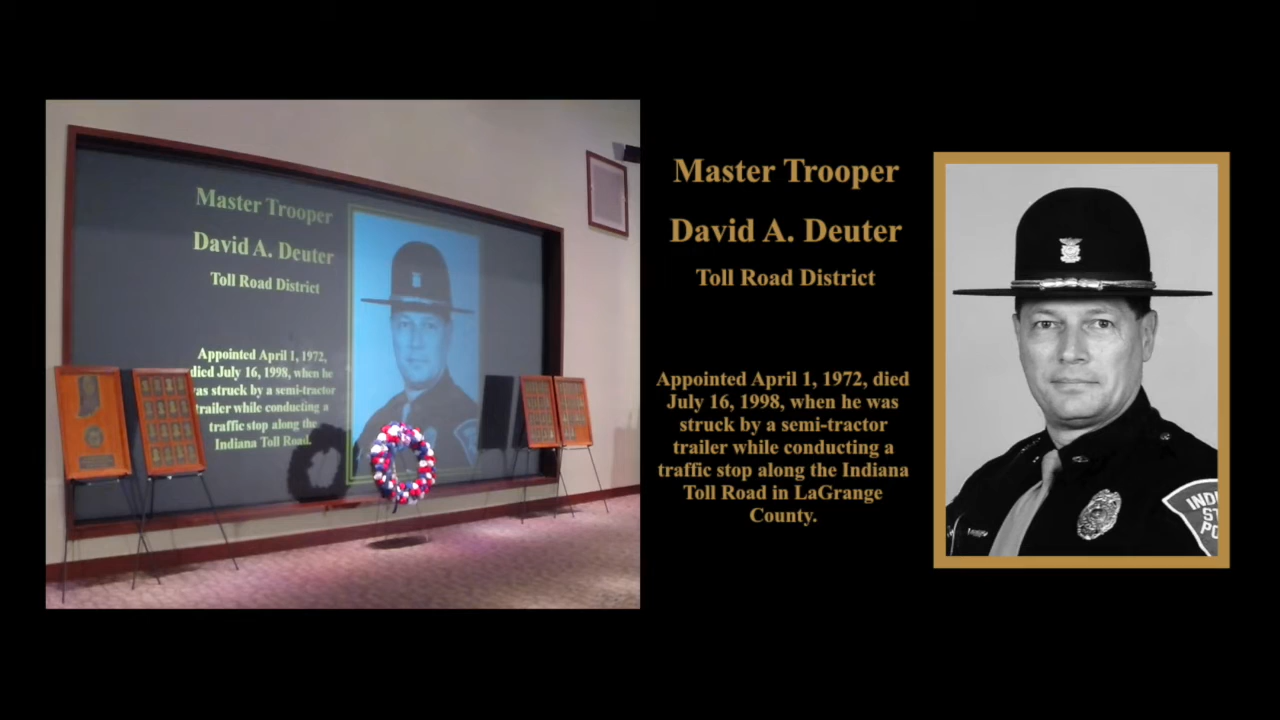 Master Trooper
David A. Deuter
Toll Road District
Appointed April 1, 1972,
died July 16, 1998, when he
was struck by a semi-tractor
trailer while conducting a
traffic stop along the
Indiana Toll Road.
Master Trooper
David A. Deuter
Toll Road District
Appointed April 1, 1972, died
July 16, 1998, when he was
struck by a semi-tractor
trailer while conducting a
traffic stop along the Indiana
Toll Road in LaGrange
County.